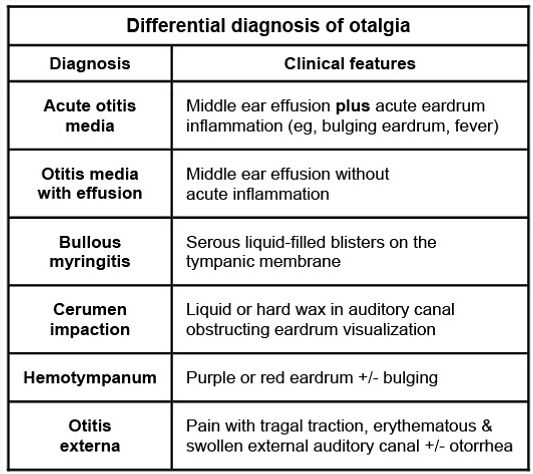 Differential diagnosis of otalgia
Diagnosis
Clinical features
Acute otitis
media
Middle ear effusion plus acute eardrum
inflammation (eg, bulging eardrum, fever)
Otitis media
with effusion
Middle ear effusion without
acute inflammation
Bullous
myringitis
Serous liquid-filled blisters on the
tympanic membrane
Cerumen
impaction
Liquid or hard wax in auditory canal
obstructing eardrum visualization
Hemotympanum
Purple or red eardrum +/- bulging
Otitis
externa
Pain with tragal traction, erythematous &
swollen external auditory canal +/- otorrhea